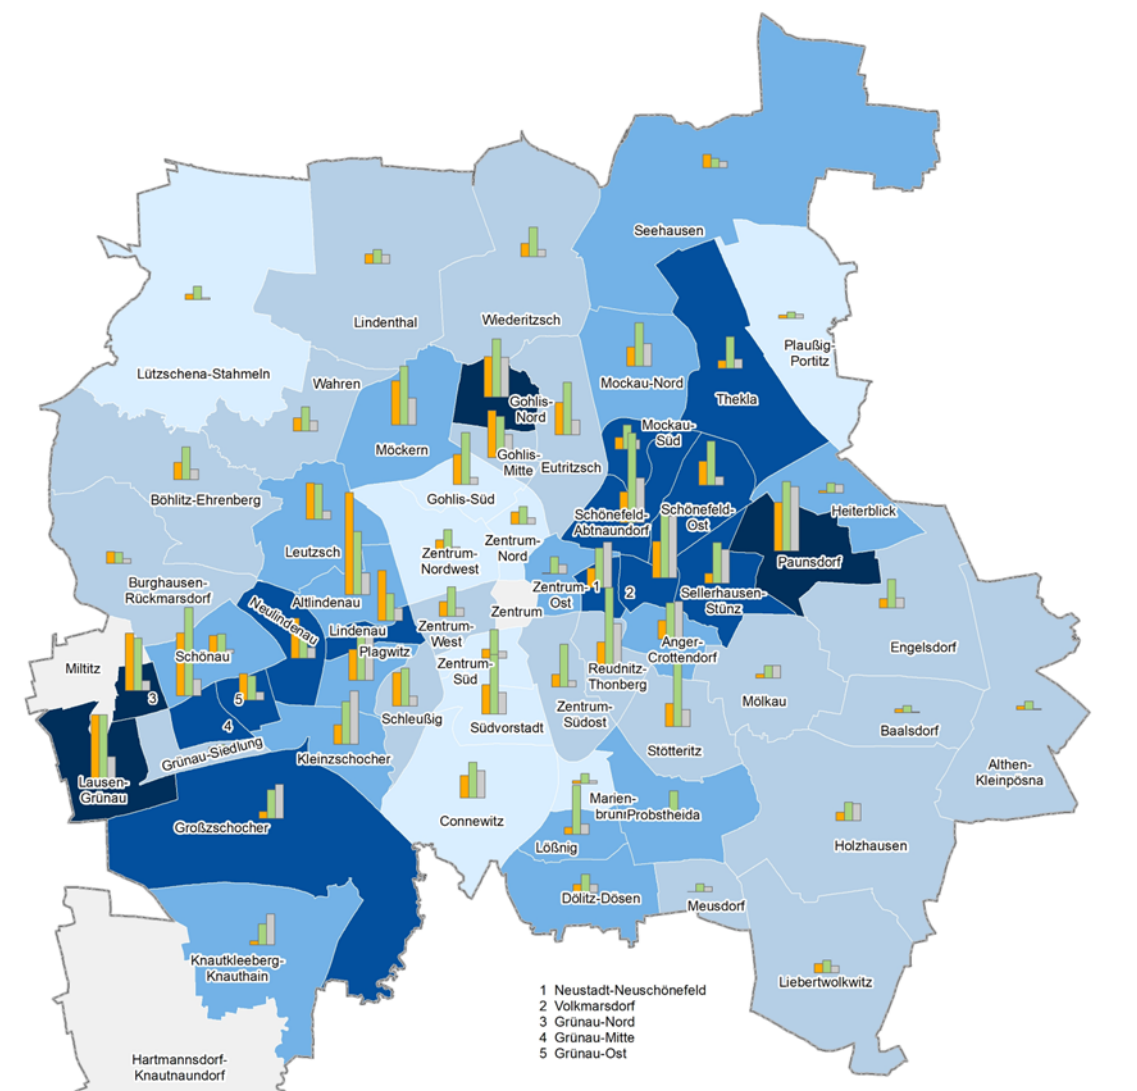 Seehausen
Wiederitzsch
Lindenthal
Plaußig-
Portitz
Lützschena-Stahmeln
Wahren
Mockau-Nord
Thekla
Gohlis-
Nord
Mockau-
Süd
Möckern
Gohlis-
Mitte
Eutritzsch
Böhlitz-Ehrenberg
Gohlis-Süd
Schönefeld-
Abtnaundorf
Schönefeld-
Ost
Heiterblick
Leutzsch
Zentrum-
Nord
Zentrum-
Nordwest
Paunsdorf
Burghausen-
Rückmarsdorf
Altlindenau
Neulindenau
Zentrum-
Ost
1
2
Sellerhausen-
Stünz
Zentrum
Lindenau
Zentrum-
West
Anger-
Crottendorf
Engelsdorf
Miltitz
Schönau
Plagwitz
Zentrum-
Süd
Reudnitz-
Thonberg
3
5
4
Schleußig
Südvorstadt
Zentrum-
Südost
Mölkau
Baalsdorf
Grünau-Siedlung
Kleinzschocher
Stötteritz
Althen-
Kleinpösna
Lausen-
Grünau
Großzschocher
Connewitz
Marien-
brunn
Probstheida
Lößnig
Holzhausen
Dölitz-Dösen
Meusdorf
Knautkleeberg-
Knauthain
Liebertwolkwitz
Hartmannsdorf-
Knautnaundorf
1 Neustadt-Neuschönefeld
2 Volkmarsdorf
3 Grünau-Nord
4 Grünau-Mitte
5 Grünau-Ost